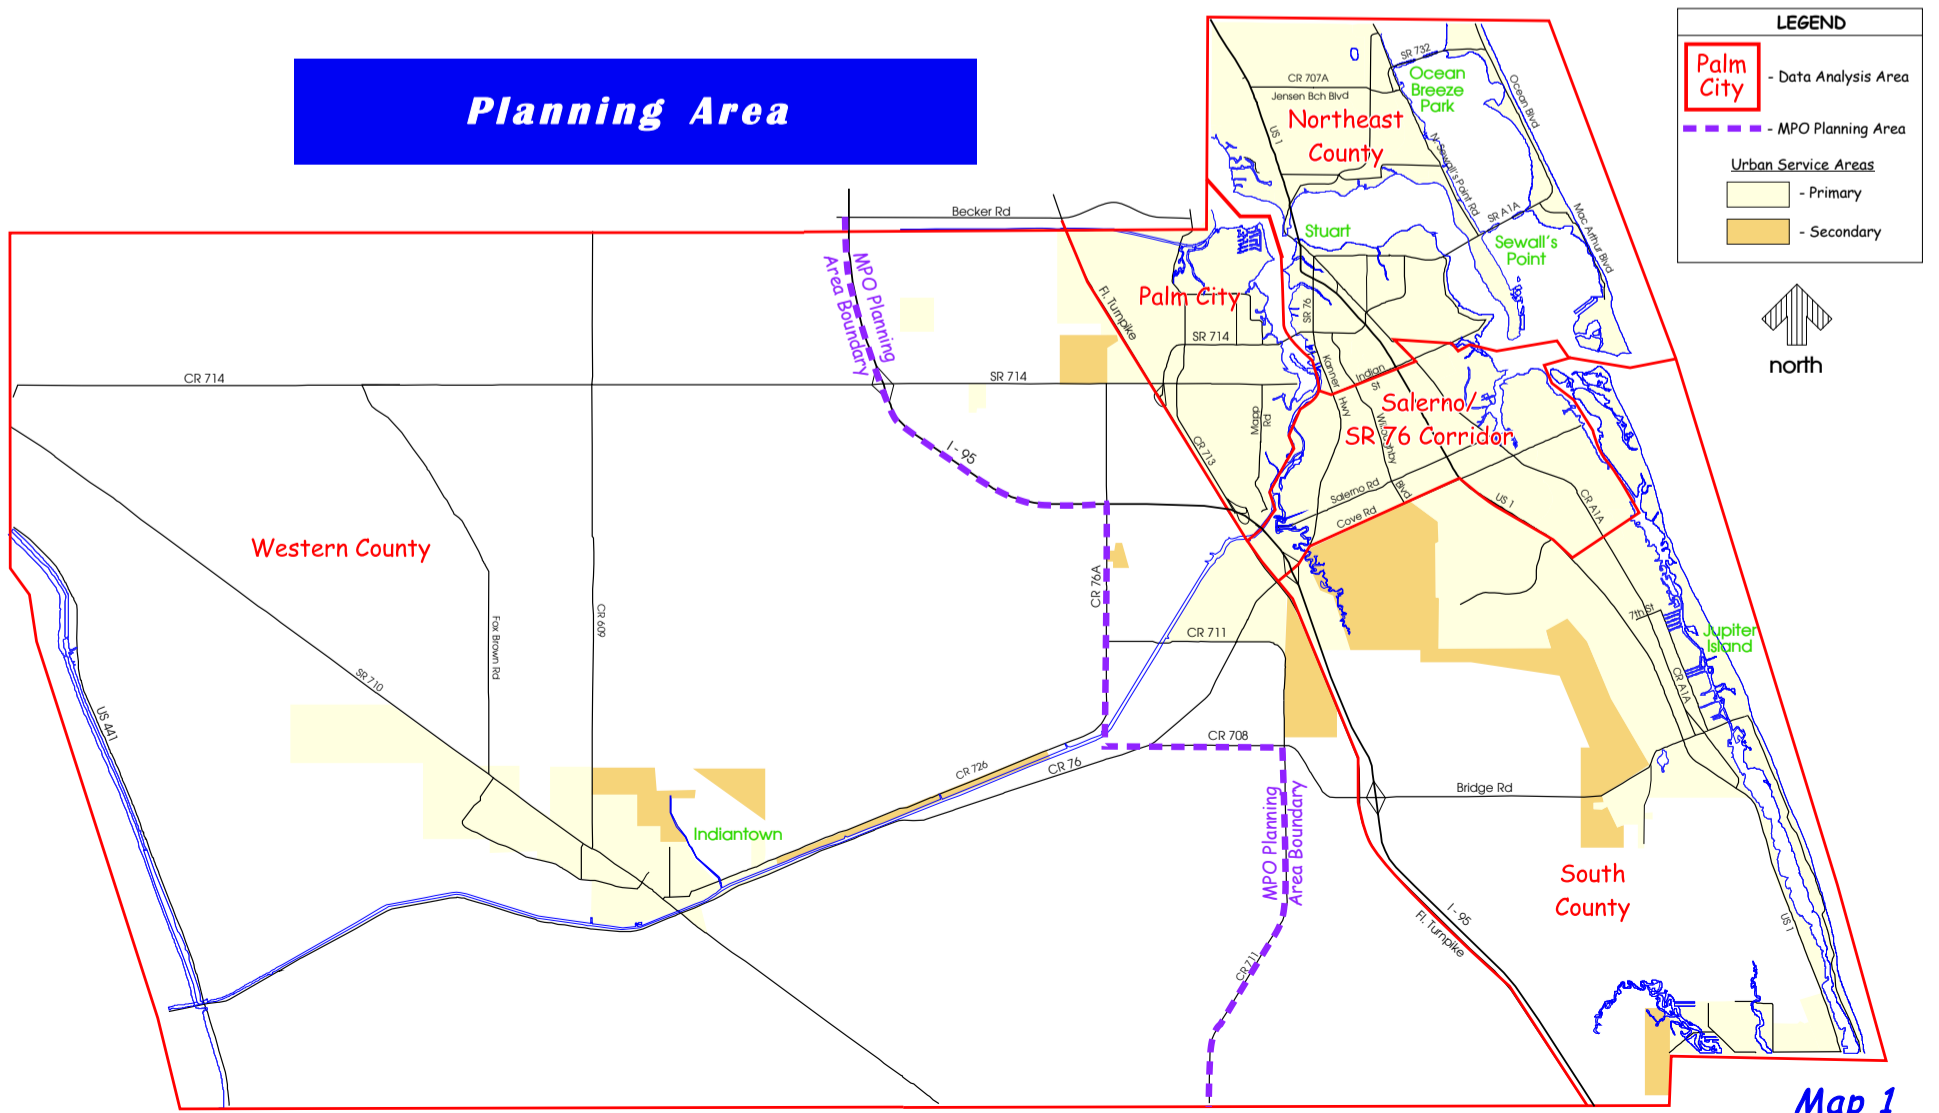 Planning Area
LEGEND
Palm
City
- Data Analysis Area
- MPO Planning Area
Urban Service Areas
- Primary
- Secondary
north
SR 732
Ocean
Breeze
Park
Ocean Blvd
CR 707A
Jensen Bch Blvd
US 1
Northeast
County
N. Sewall's Point Rd
SR A1A
Mac Arthur Blvd
Sewall's
Point
Stuart
Becker Rd
MPO Planning
Area Boundary
Fl. Turnpike
Palm City
SR 76
SR 714
CR 714
SR 714
Kanner
Hwy
Indian
St
Mapp
Rd
Salerno/
SR 76 Corridor
Willoughby
Blvd
I - 95
CR 713
Salerno Rd
Cove Rd
US 1
CR A1A
Western County
CR 76A
CR 609
Fox Brown Rd
7th St
CR 711
Jupiter
Island
SR 710
CR A1A
US 441
CR 708
CR 726
CR 76
Bridge Rd
Indiantown
MPO Planning
Area Boundary
South
County
I - 95
Fl. Turnpike
US 1
CR 711
Map 1